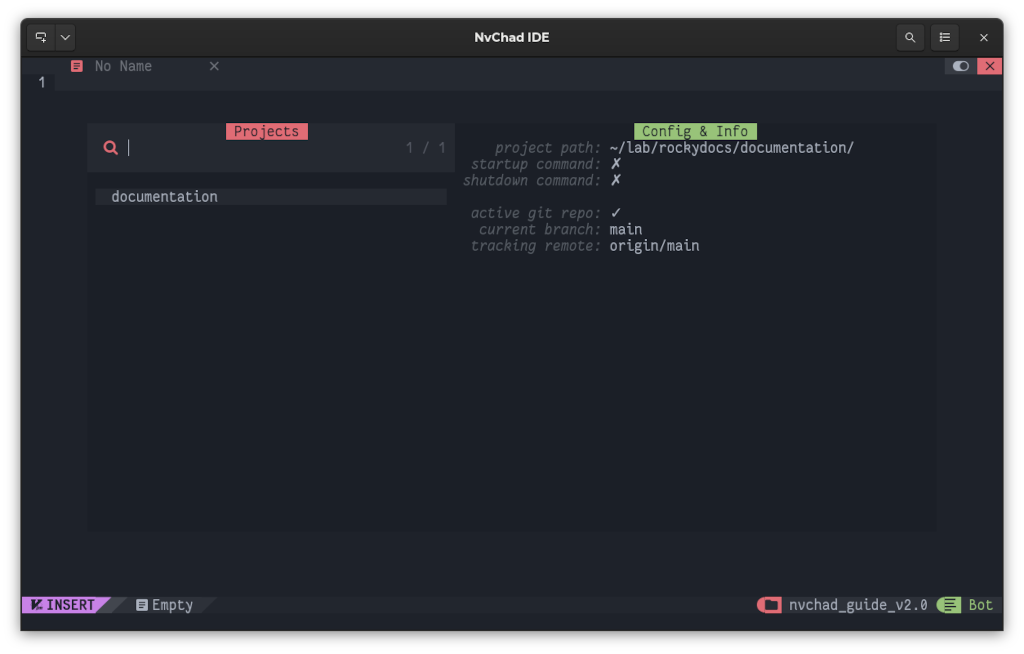 NvChad IDE
No Name
1
Projects
1 / 1
documentation
Config & Info
project path: ~/lab/rockydocs/documentation/
startup command: ✗
shutdown command: ✗
active git repo: ✓
current branch: main
tracking remote: origin/main
INSERT Empty nvchad_guide_v2.0 Bot